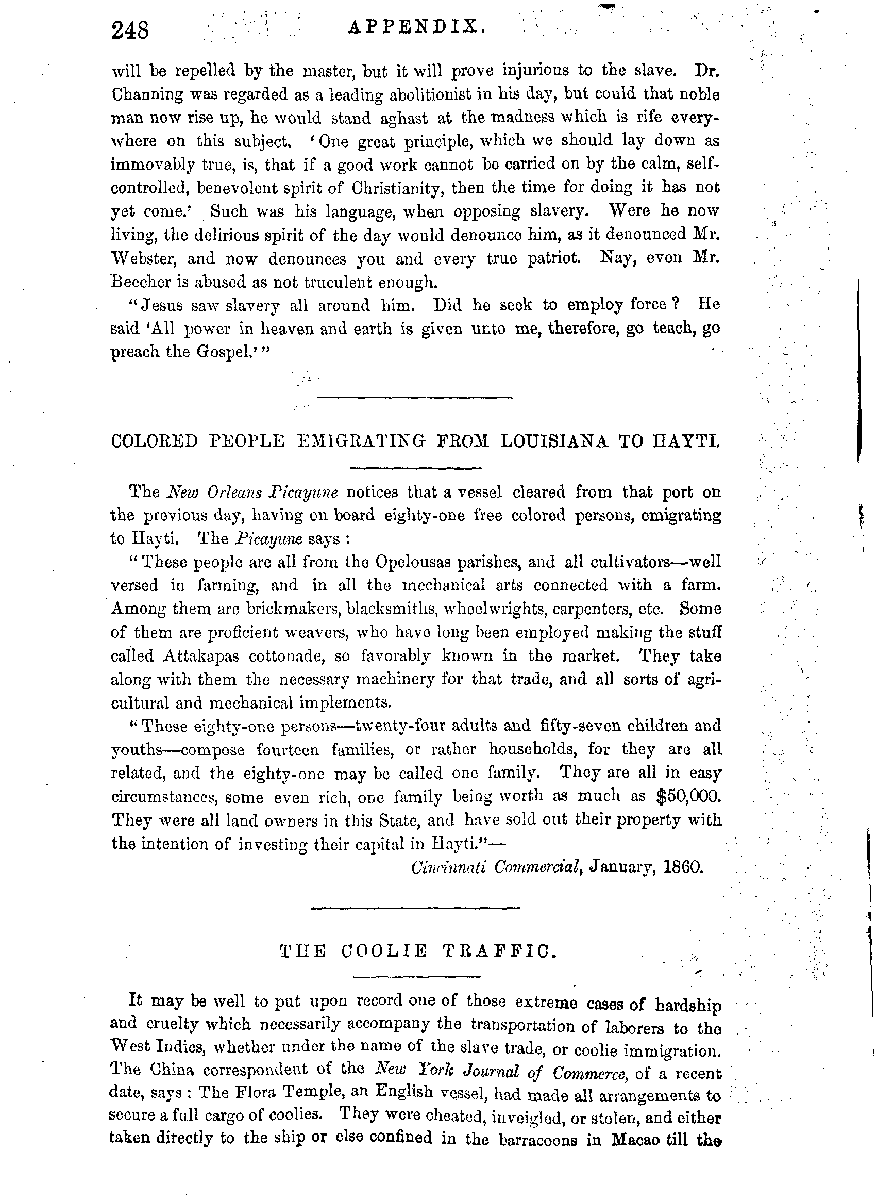 248 APPENDIX.
will be repelled by the master, but it will prove injurious to the slave. Dr.
Channing was regarded as a leading abolitionist in his day, but could that noble
man now rise up, he would stand aghast at the madness which is rife every-
where on this subject. 'One great principle, which we should lay down as
immovably true, is, that if a good work cannot be carried on by the calm, self-
controlled, benevolent spirit of Christianity, then the time for doing it has not
yet come.' Such was his language, when opposing slavery. Were he now
living, the delirious spirit of the day would denounce him, as it denounced Mr.
Webster, and now denounces you and every true patriot. Nay, even Mr.
Beecher is abused as not truculent enough.
"Jesus saw slavery all around him. Did he seek to employ force? He
said 'All power in heaven and earth is given unto me, therefore, go teach, go
preach the Gospel.'"
COLORED PEOPLE EMIGRATING FROM LOUISIANA TO HAYTI.
The New Orleans Picayune notices that a vessel cleared from that port on
the previous day, having on board eighty-one free colored persons, emigrating
to Hayti. The Picayune says:
"These people are all from the Opelousas parishes, and all cultivators—well
versed in farming, and in all the mechanical arts connected with a farm.
Among them are brickmakers, blacksmiths, wheelwrights, carpenters, etc. Some
of them are proficient weavers, who have long been employed making the stuff
called Attakapas cottonade, so favorably known in the market. They take
along with them the necessary machinery for that trade, and all sorts of agri-
cultural and mechanical implements.
"These eighty-one persons—twenty-four adults and fifty-seven children and
youths—compose fourteen families, or rather households, for they are all
related, and the eighty-one may be called one family. They are all in easy
circumstances, some even rich, one family being worth as much as $50,000.
They were all land owners in this State, and have sold out their property with
the intention of investing their capital in Hayti."—
Cincinnati Commercial, January, 1860.
THE COOLIE TRAFFIC.
It may be well to put upon record one of those extreme cases of hardship
and cruelty which necessarily accompany the transportation of laborers to the
West Indies, whether under the name of the slave trade, or coolie immigration.
The China correspondent of the New York Journal of Commerce, of a recent
date, says: The Flora Temple, an English vessel, had made all arrangements to
secure a full cargo of coolies. They were cheated, inveigled, or stolen, and either
taken directly to the ship or else confined in the barracoons in Macao till the